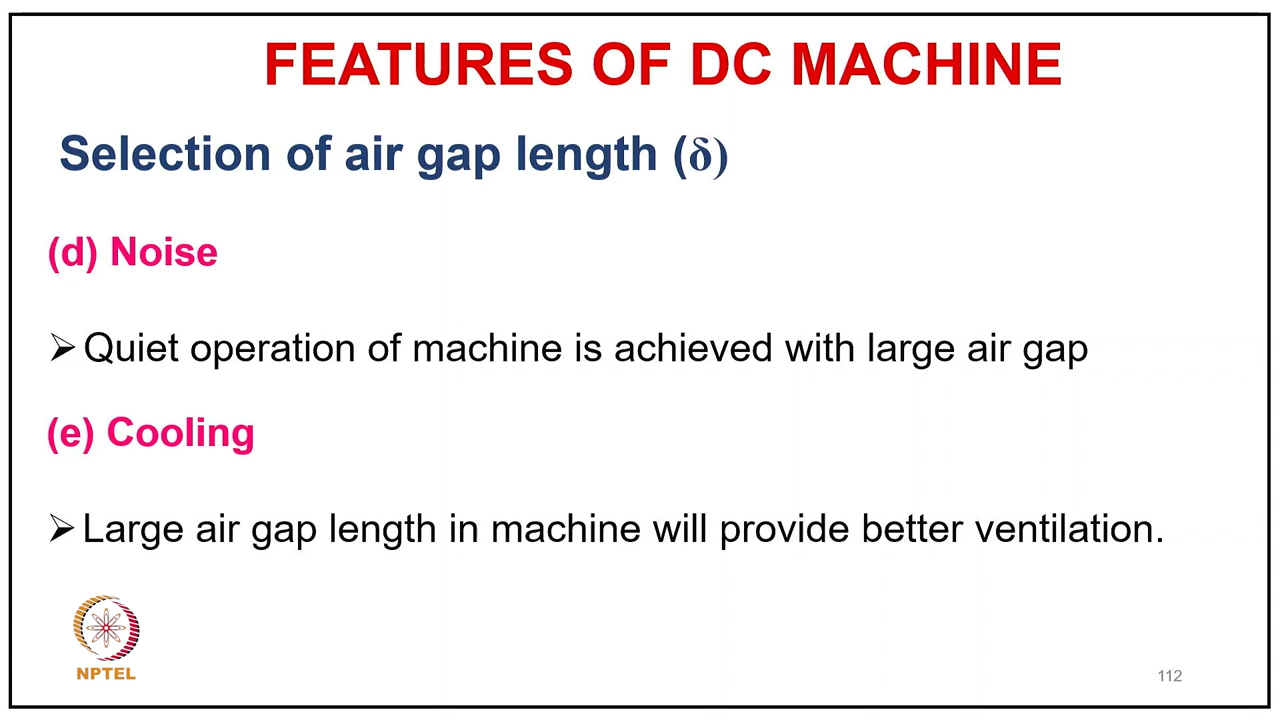 FEATURES OF DC MACHINE
Selection of air gap length (δ)
(d) Noise
➢ Quiet operation of machine is achieved with large air gap
(e) Cooling
➢ Large air gap length in machine will provide better ventilation.
NPTEL
112